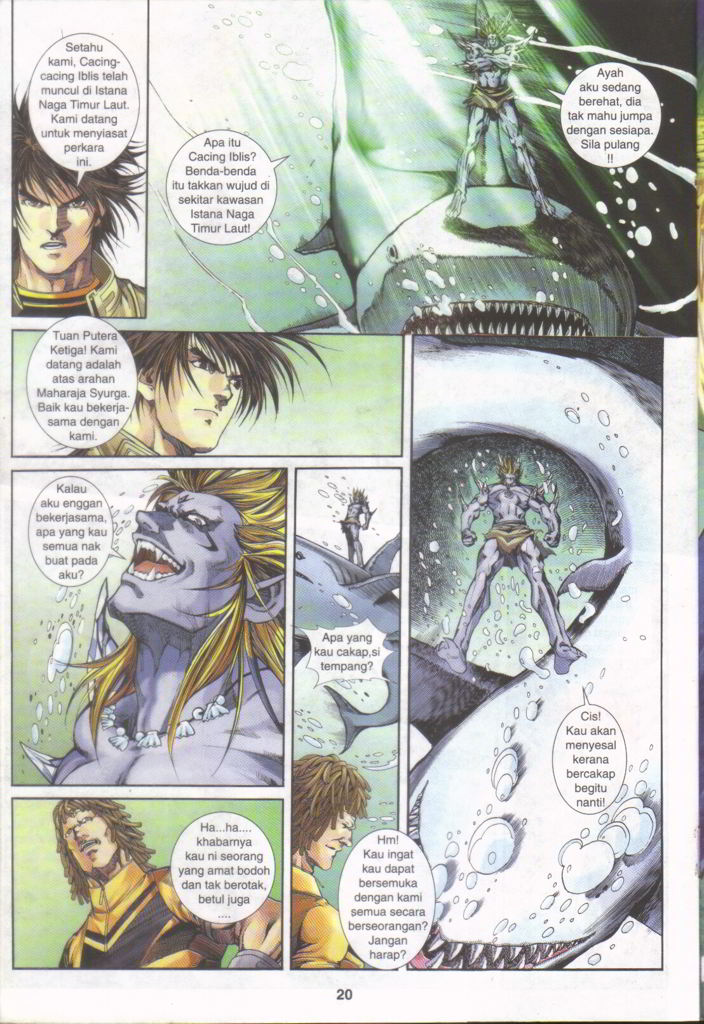 Setahu
kami, Cacing-
cacing Iblis telah
muncul di Istana
Naga Timur Laut.
Kami datang
untuk menyiasat
perkara
ini.
Apa itu
Cacing Iblis?
Benda-benda
itu takkan wujud di
sekitar kawasan
Istana Naga
Timur Laut!
Ayah
aku sedang
berehat, dia
tak mahu jumpa
dengan sesiapa.
Sila pulang
!!
Tuan Putera
Ketiga! Kami
datang adalah
atas arahan
Maharaja Syurga.
Baik kau bekerja-
sama dengan
kami.
Kalau
aku enggan
bekerjasama,
apa yang kau
semua nak
buat pada
aku?
Ha...ha....
khabarnya
kau ni seorang
yang amat bodoh
dan tak berotak,
betul juga
....
Apa yang
kau cakap,si
tempang?
Hm!
Kau ingat
kau dapat
bersemuka
dengan kami
semua secara
berseorangan?
Jangan
harap?
Cis!
Kau akan
menyesal
kerana
bercakap
begitu
nanti!
20